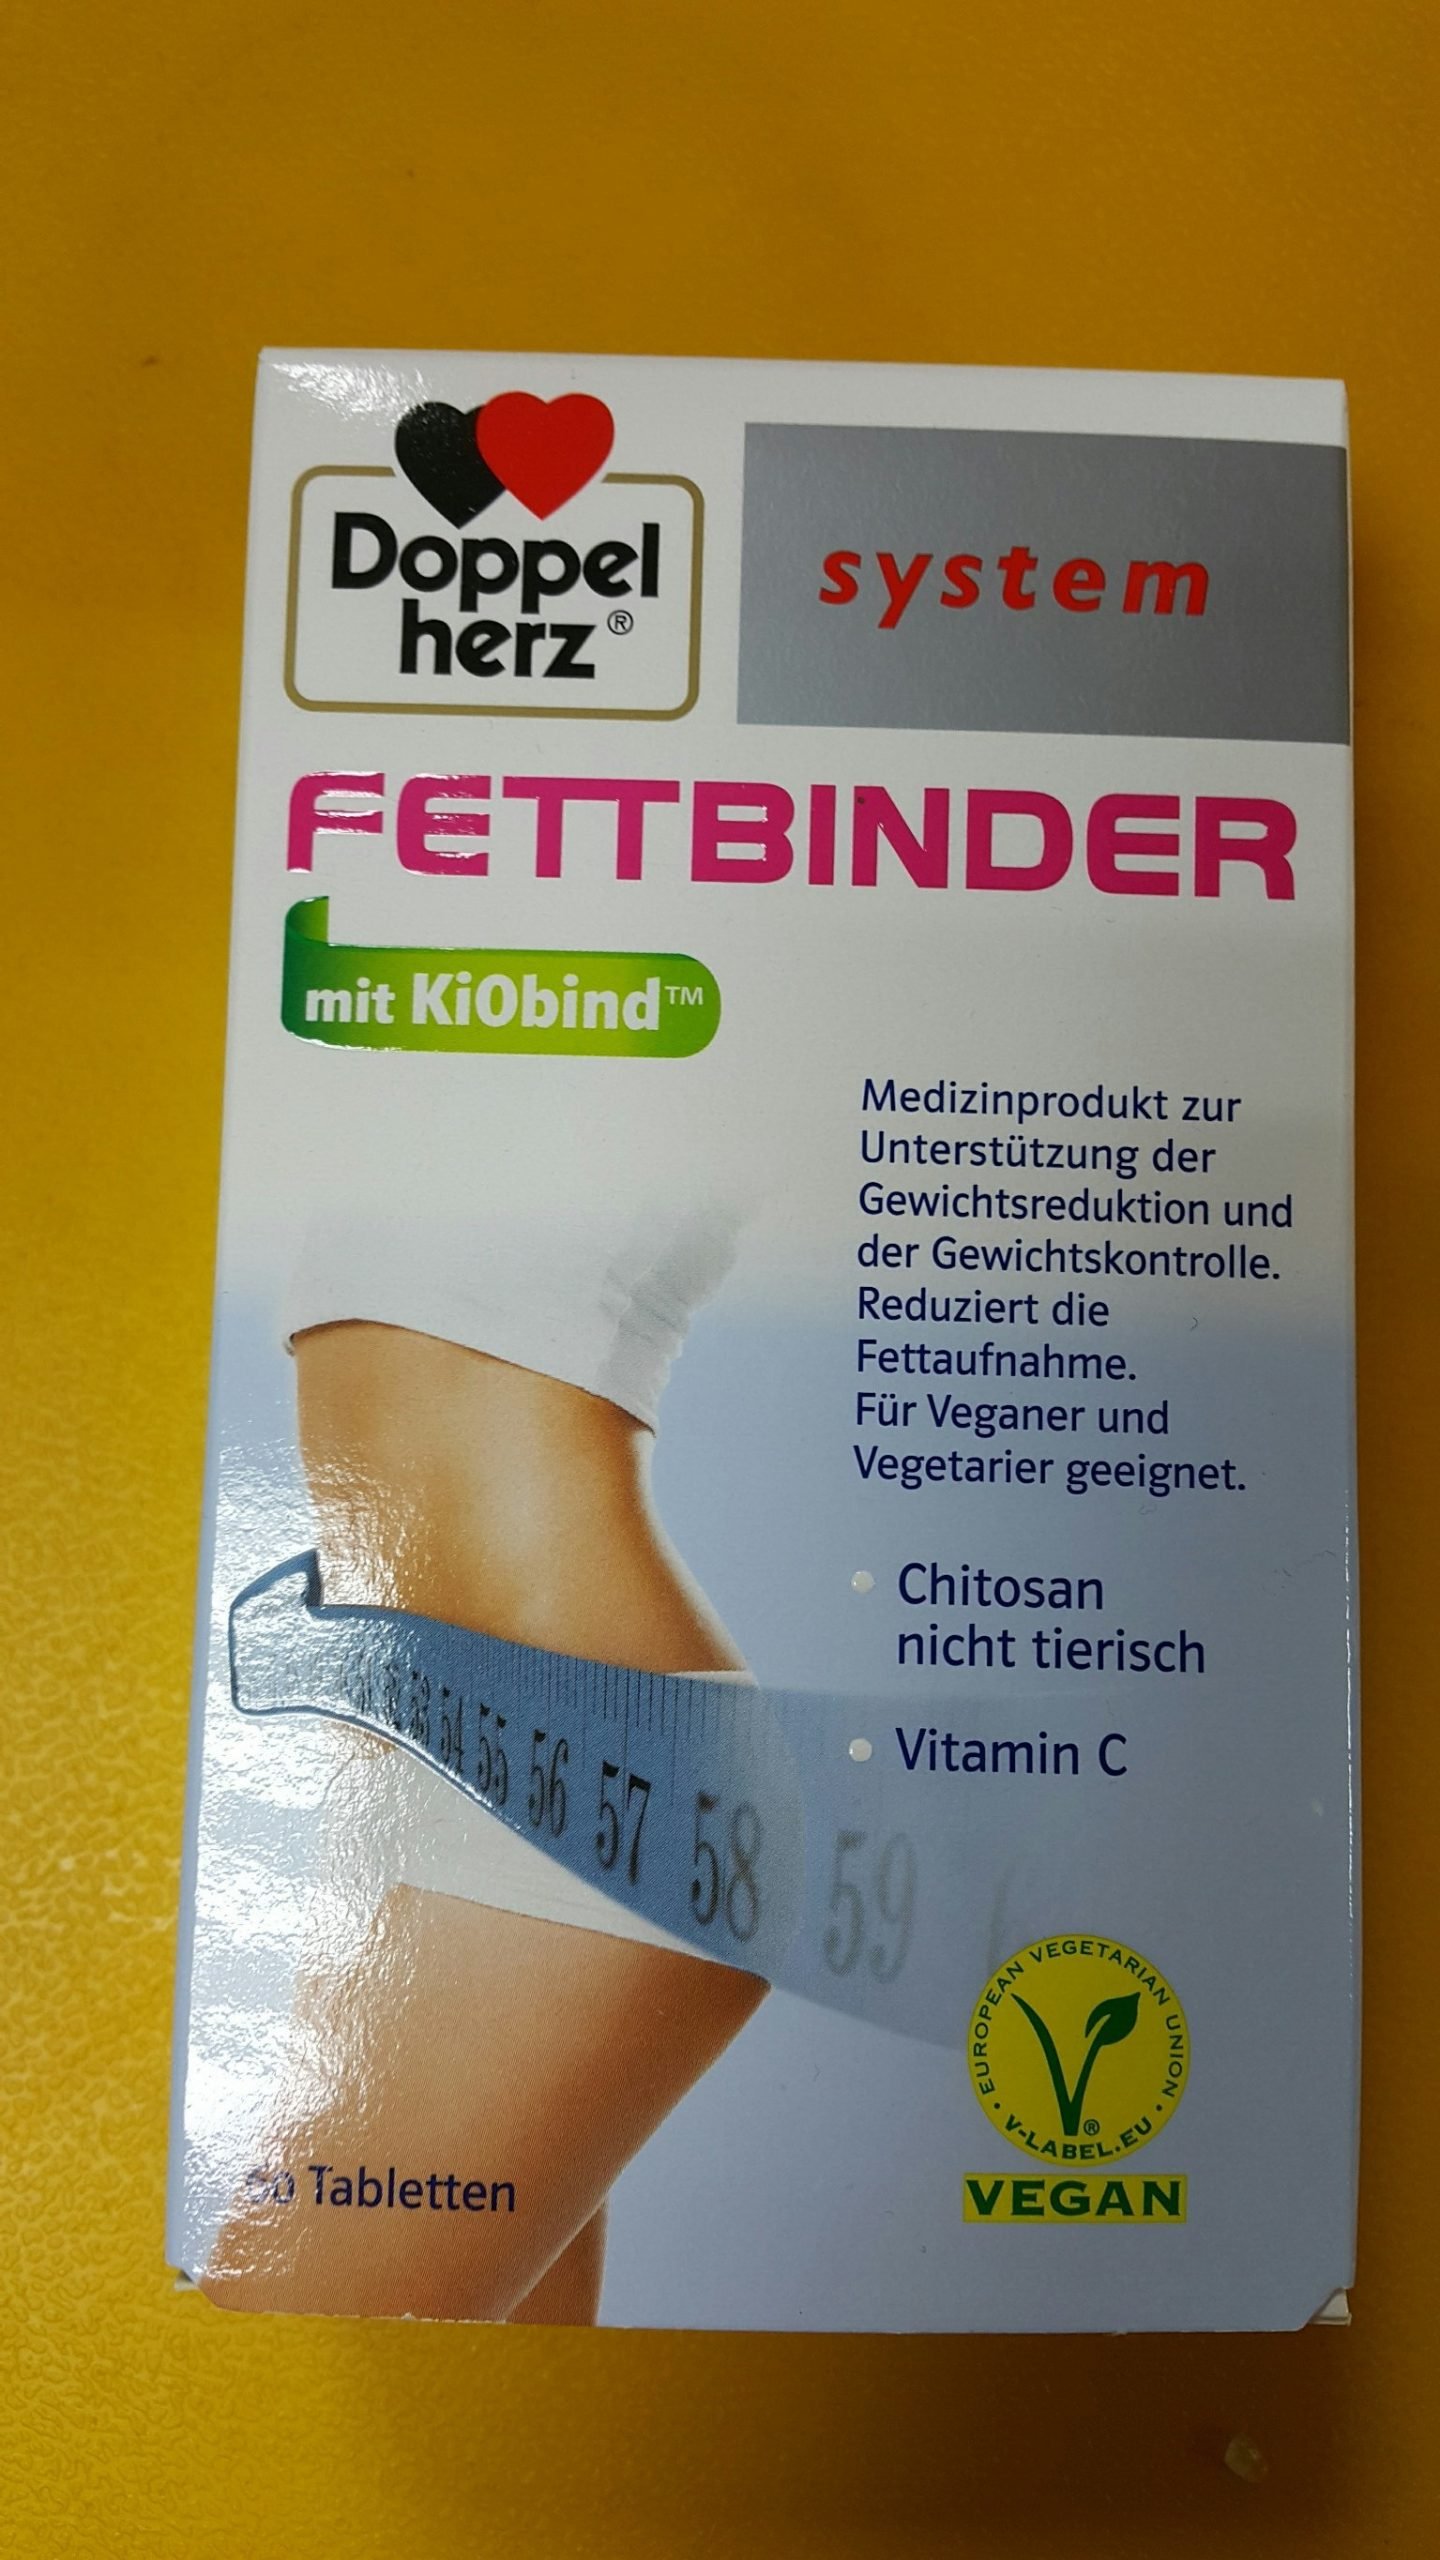 Doppel
herz®
system
FETTBINDER
mit KiObind™
Medizinprodukt zur
Unterstützung der
Gewichtsreduktion und
der Gewichtskontrolle.
Reduziert die
Fettaufnahme.
Für Veganer und
Vegetarier geeignet.
Chitosan
nicht tierisch
Vitamin C
53 54 55 56 57 58 59
EUROPEAN VEGETARIAN UNION
V-LABEL.EU
®
VEGAN
Tabletten